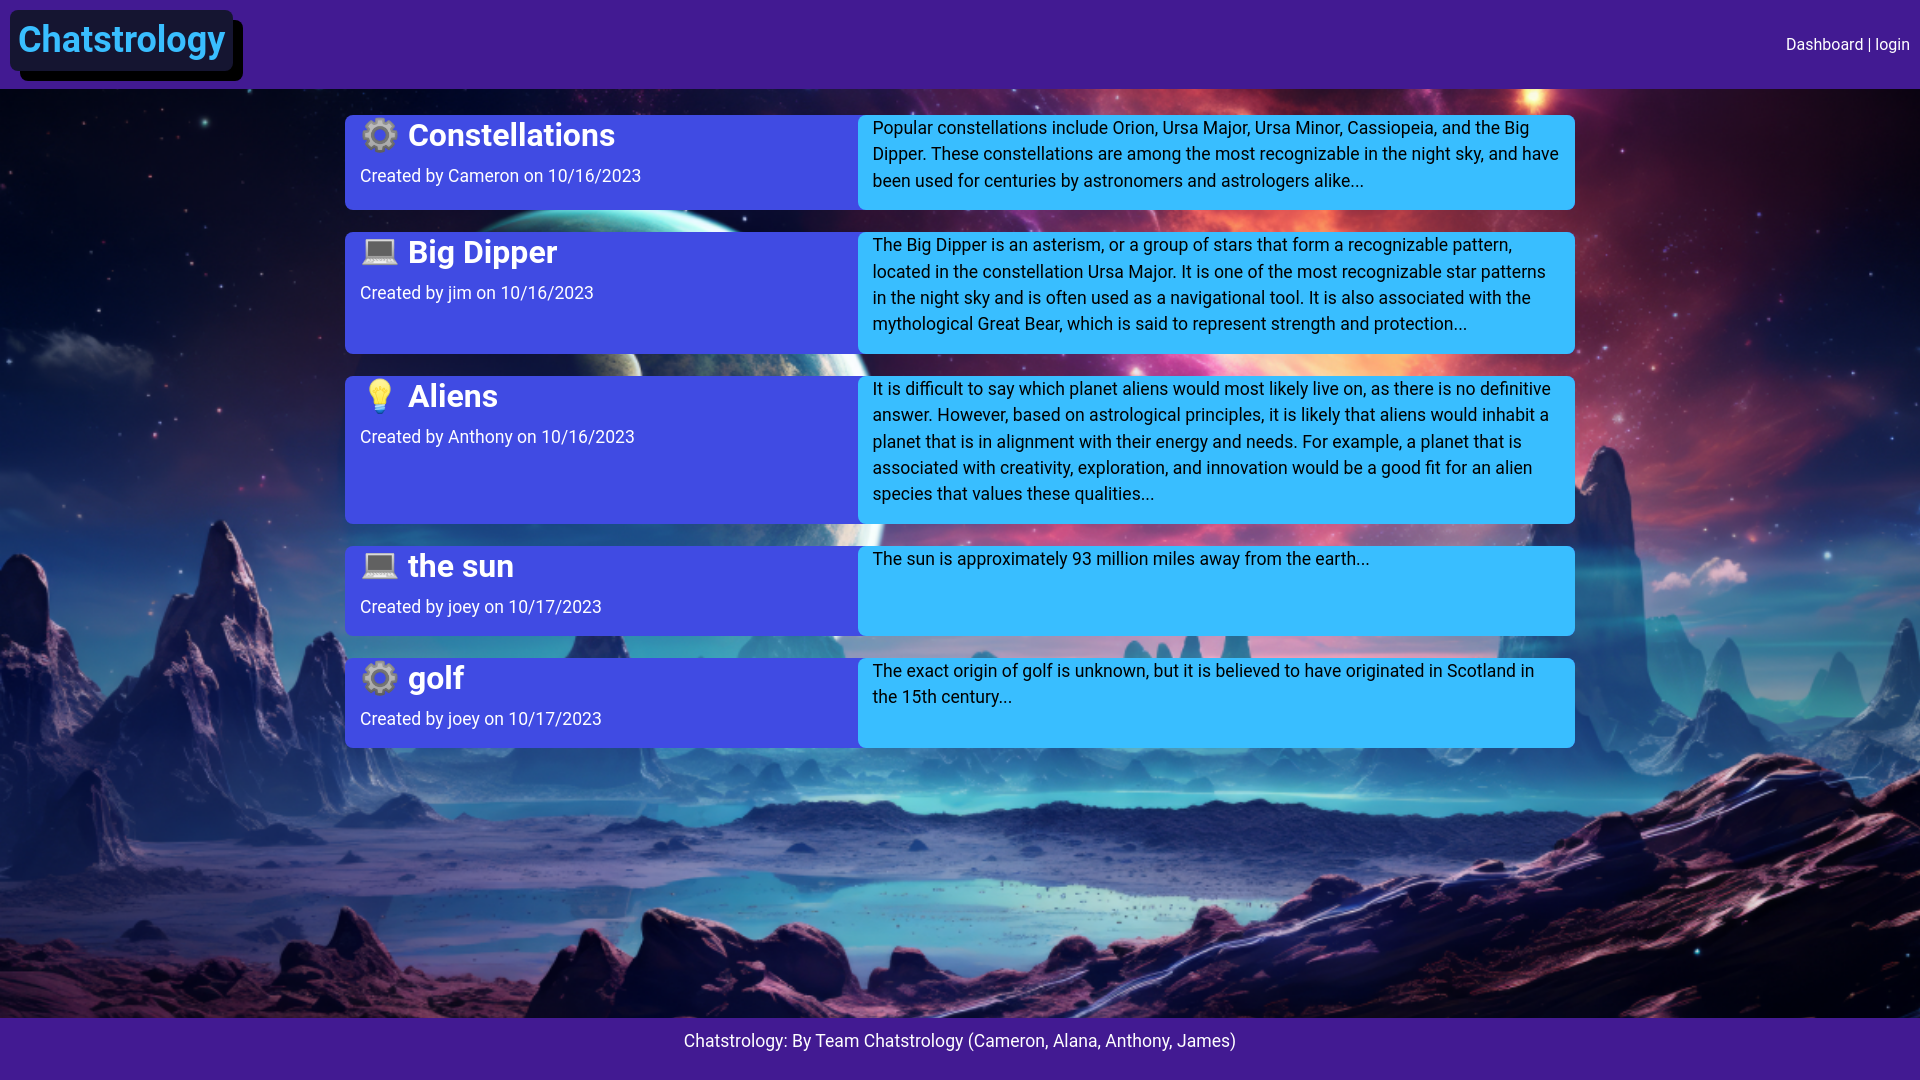 Chatstrology
Dashboard | login
⚙️ Constellations
Created by Cameron on 10/16/2023
Popular constellations include Orion, Ursa Major, Ursa Minor, Cassiopeia, and the Big
Dipper. These constellations are among the most recognizable in the night sky, and have
been used for centuries by astronomers and astrologers alike...
💻 Big Dipper
Created by jim on 10/16/2023
The Big Dipper is an asterism, or a group of stars that form a recognizable pattern,
located in the constellation Ursa Major. It is one of the most recognizable star patterns
in the night sky and is often used as a navigational tool. It is also associated with the
mythological Great Bear, which is said to represent strength and protection...
💡 Aliens
Created by Anthony on 10/16/2023
It is difficult to say which planet aliens would most likely live on, as there is no definitive
answer. However, based on astrological principles, it is likely that aliens would inhabit a
planet that is in alignment with their energy and needs. For example, a planet that is
associated with creativity, exploration, and innovation would be a good fit for an alien
species that values these qualities...
💻 the sun
Created by joey on 10/17/2023
The sun is approximately 93 million miles away from the earth...
⚙️ golf
Created by joey on 10/17/2023
The exact origin of golf is unknown, but it is believed to have originated in Scotland in
the 15th century...
Chatstrology: By Team Chatstrology (Cameron, Alana, Anthony, James)